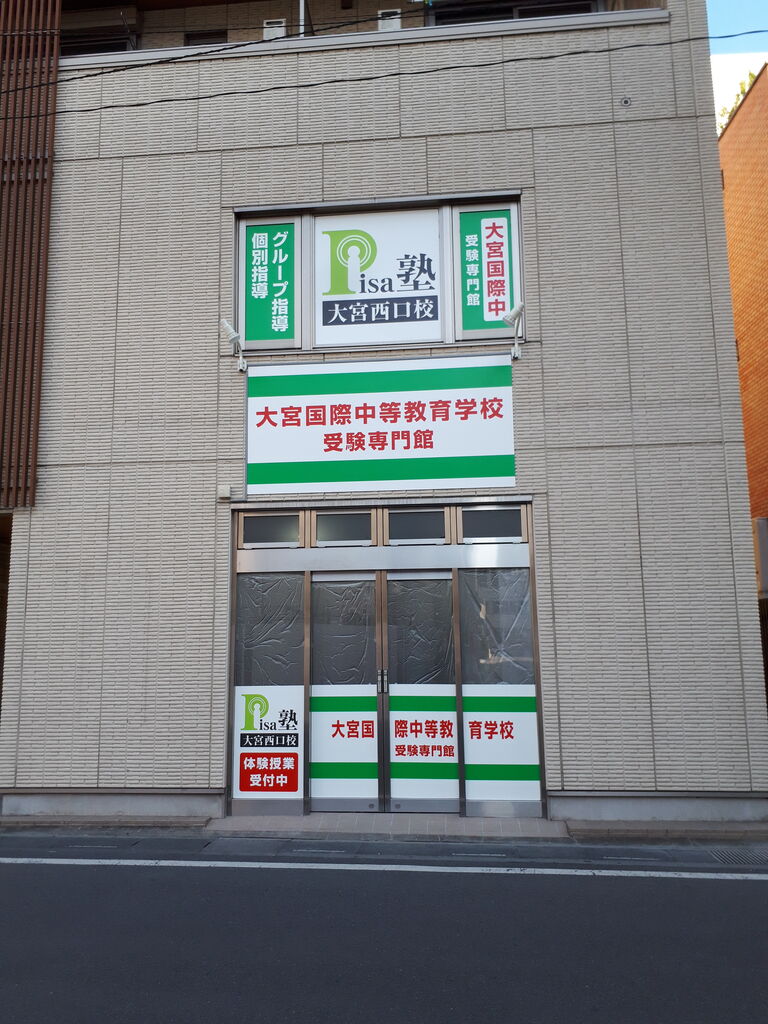 グループ指導
個別指導
Pisa塾
大宮西口校
大宮国際中
受験専門館
大宮国際中等教育学校
受験専門館
Pisa塾
大宮西口校
体験授業
受付中
大宮国際中等教育学校
受験専門館